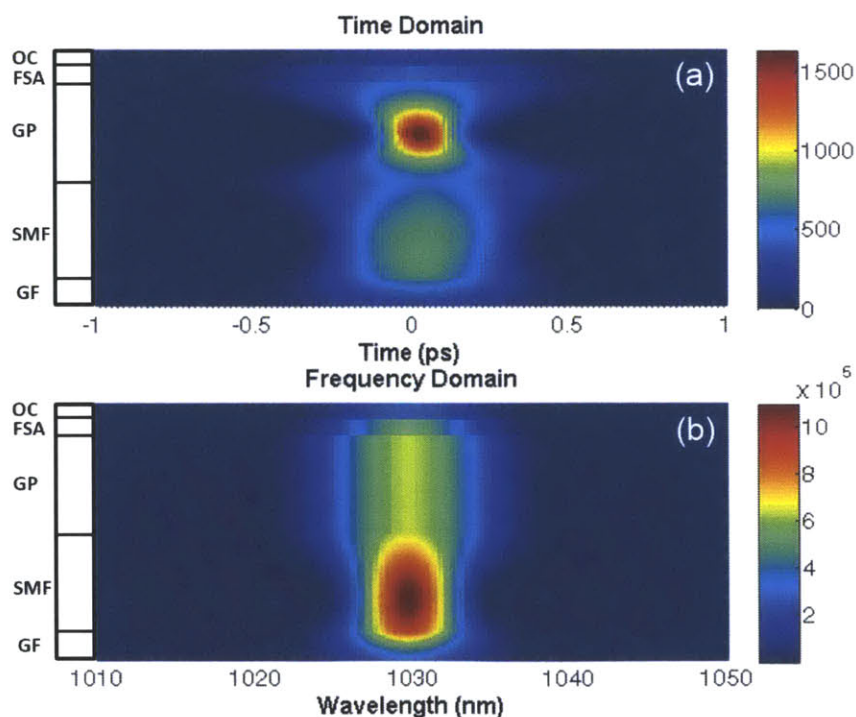 Time Domain
OC
FSA
GP
SMF
GF
(a)
1500
1000
500
0
-1 -0.5 0 0.5 1
Time (ps)
Frequency Domain
OC
FSA
GP
SMF
GF
(b)
x 10^5
10
8
6
4
2
1010 1020 1030 1040 1050
Wavelength (nm)